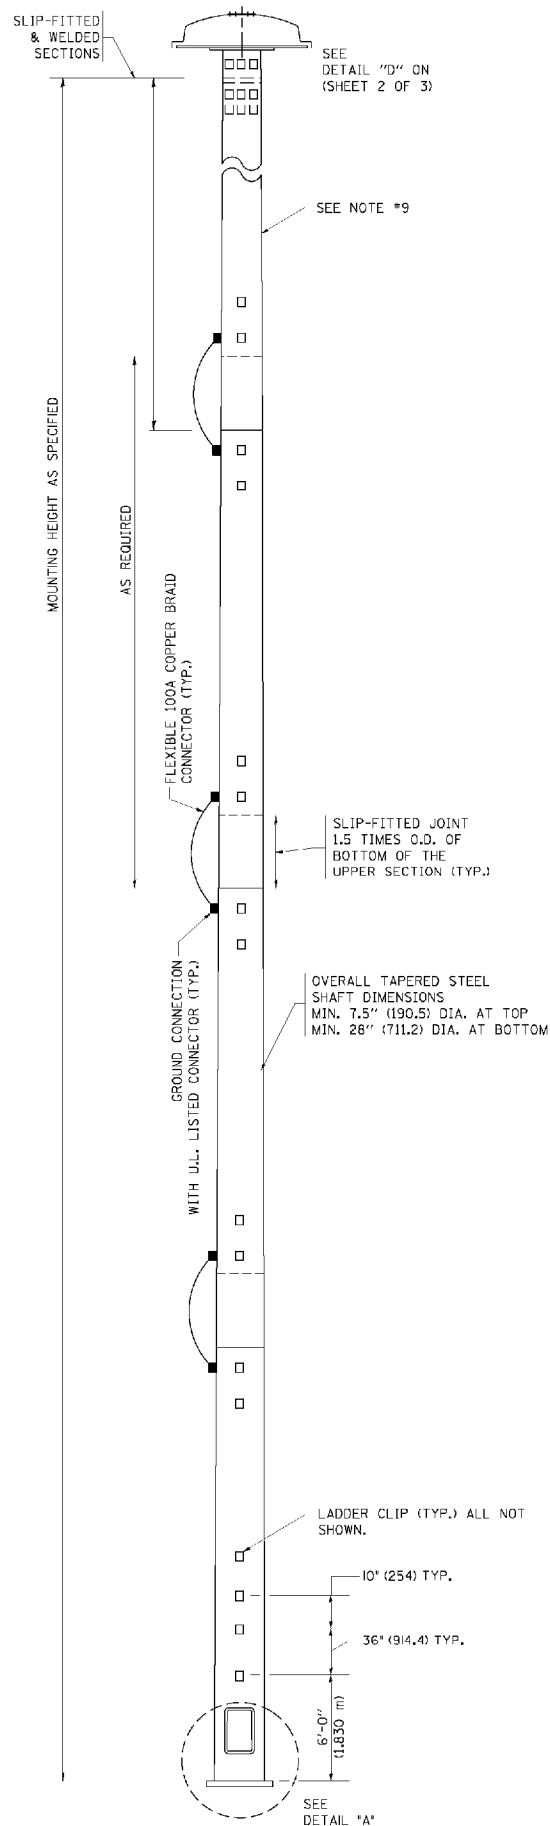 SLIP-FITTED
& WELDED
SECTIONS
SEE
DETAIL "D" ON
(SHEET 2 OF 3)
SEE NOTE #9
MOUNTING HEIGHT AS SPECIFIED
AS REQUIRED
FLEXIBLE 100A COPPER BRAID
CONNECTOR (TYP.)
SLIP-FITTED JOINT
1.5 TIMES O.D. OF
BOTTOM OF THE
UPPER SECTION (TYP.)
GROUND CONNECTION
WITH U.L. LISTED CONNECTOR (TYP.)
OVERALL TAPERED STEEL
SHAFT DIMENSIONS
MIN. 7.5" (190.5) DIA. AT TOP
MIN. 28" (711.2) DIA. AT BOTTOM
LADDER CLIP (TYP.) ALL NOT
SHOWN.
10" (254) TYP.
36" (914.4) TYP.
6'-0"
(1.830 m)
SEE
DETAIL "A"